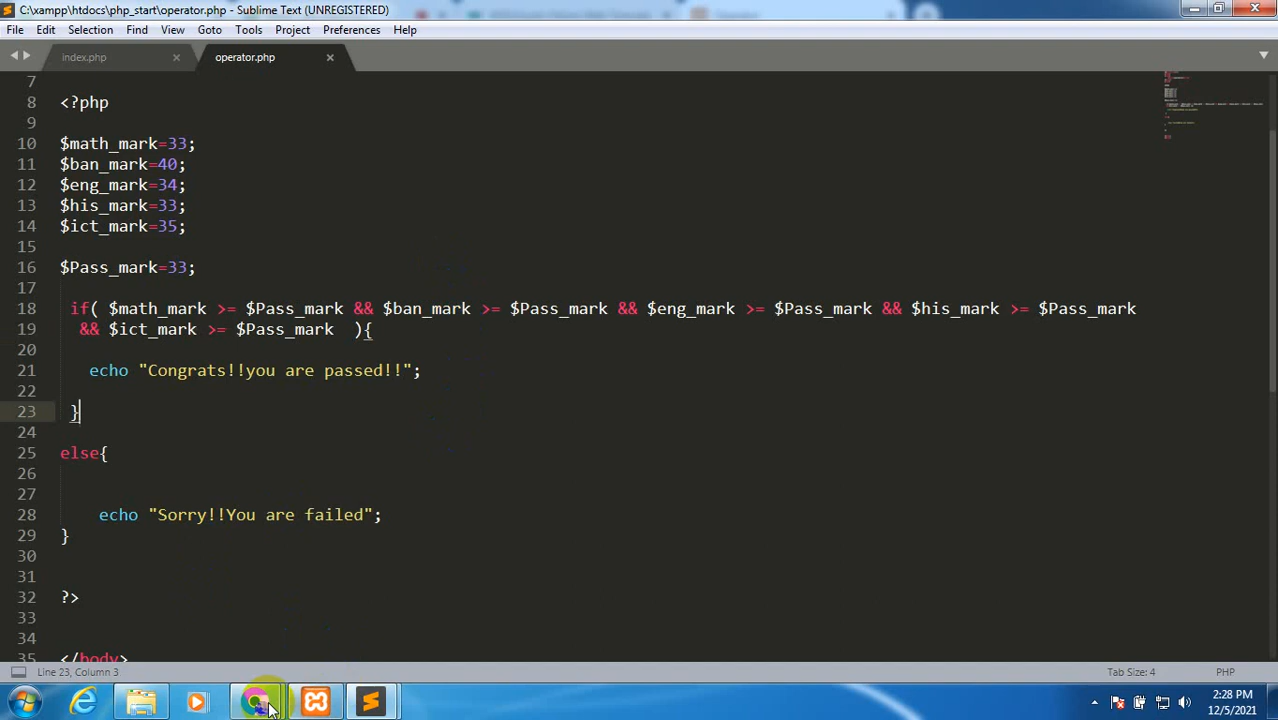 C:\xampp\htdocs\php_start\operator.php - Sublime Text (UNREGISTERED)
File Edit Selection Find View Goto Tools Project Preferences Help
index.php operator.php
7
8 <?php
9
10 $math_mark=33;
11 $ban_mark=40;
12 $eng_mark=34;
13 $his_mark=33;
14 $ict_mark=35;
15
16 $Pass_mark=33;
17
18 if( $math_mark >= $Pass_mark && $ban_mark >= $Pass_mark && $eng_mark >= $Pass_mark && $his_mark >= $Pass_mark
19 && $ict_mark >= $Pass_mark ){
20
21 echo "Congrats!!you are passed!!";
22
23 }
24
25 else{
26
27
28 echo "Sorry!!You are failed";
29 }
30
31
32 ?>
33
34
35 </body>
Line 23, Column 3 Tab Size: 4 PHP
2:28 PM
12/5/2021